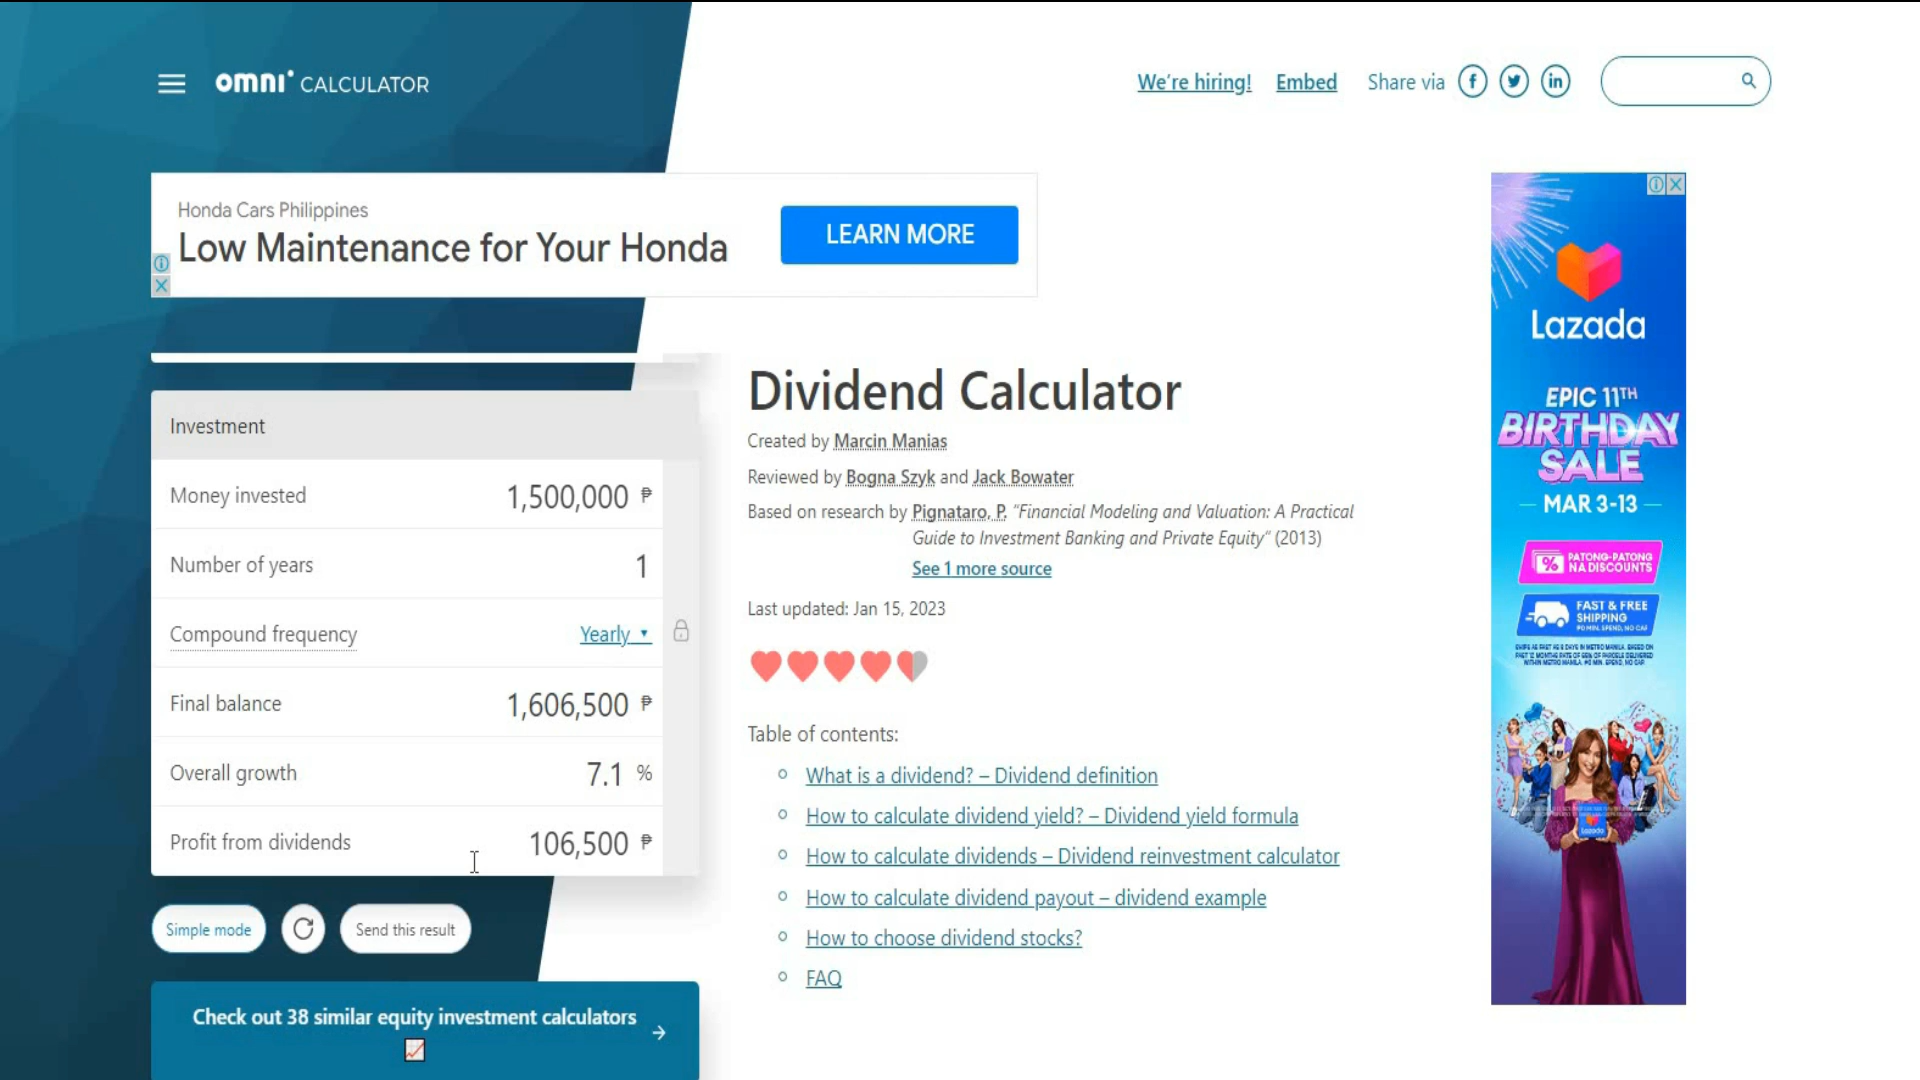 omni CALCULATOR
We're hiring!
Embed
Share via
Honda Cars Philippines
Low Maintenance for Your Honda
LEARN MORE
Investment
Money invested 1,500,000 ₱
Number of years 1
Compound frequency Yearly
Final balance 1,606,500 ₱
Overall growth 7.1 %
Profit from dividends 106,500 ₱
Simple mode
Send this result
Check out 38 similar equity investment calculators
Dividend Calculator
Created by Marcin Manias
Reviewed by Bogna Szyk and Jack Bowater
Based on research by Pignataro, P. "Financial Modeling and Valuation: A Practical
Guide to Investment Banking and Private Equity" (2013)
See 1 more source
Last updated: Jan 15, 2023
Table of contents:
What is a dividend? – Dividend definition
How to calculate dividend yield? – Dividend yield formula
How to calculate dividends – Dividend reinvestment calculator
How to calculate dividend payout – dividend example
How to choose dividend stocks?
FAQ
Lazada
EPIC 11TH
BIRTHDAY
SALE
MAR 3-13
% PATONG-PATONG
NA DISCOUNTS
FAST & FREE
SHIPPING
₱0 MIN. SPEND, NO CAP
Lazada